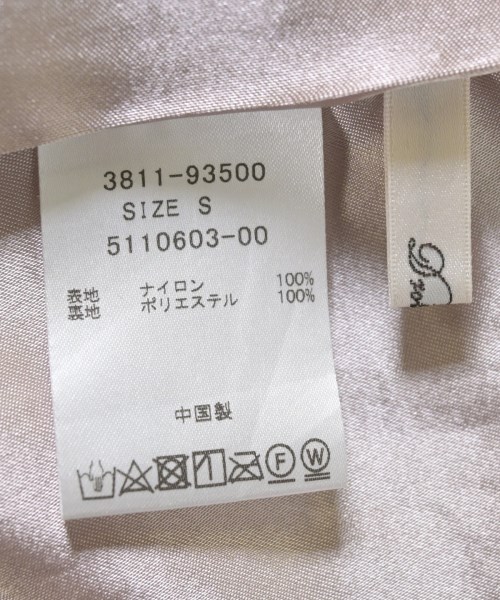 3811-93500
SIZE S
5110603-00
表地 ナイロン 100%
裏地 ポリエステル 100%
中国製
F W